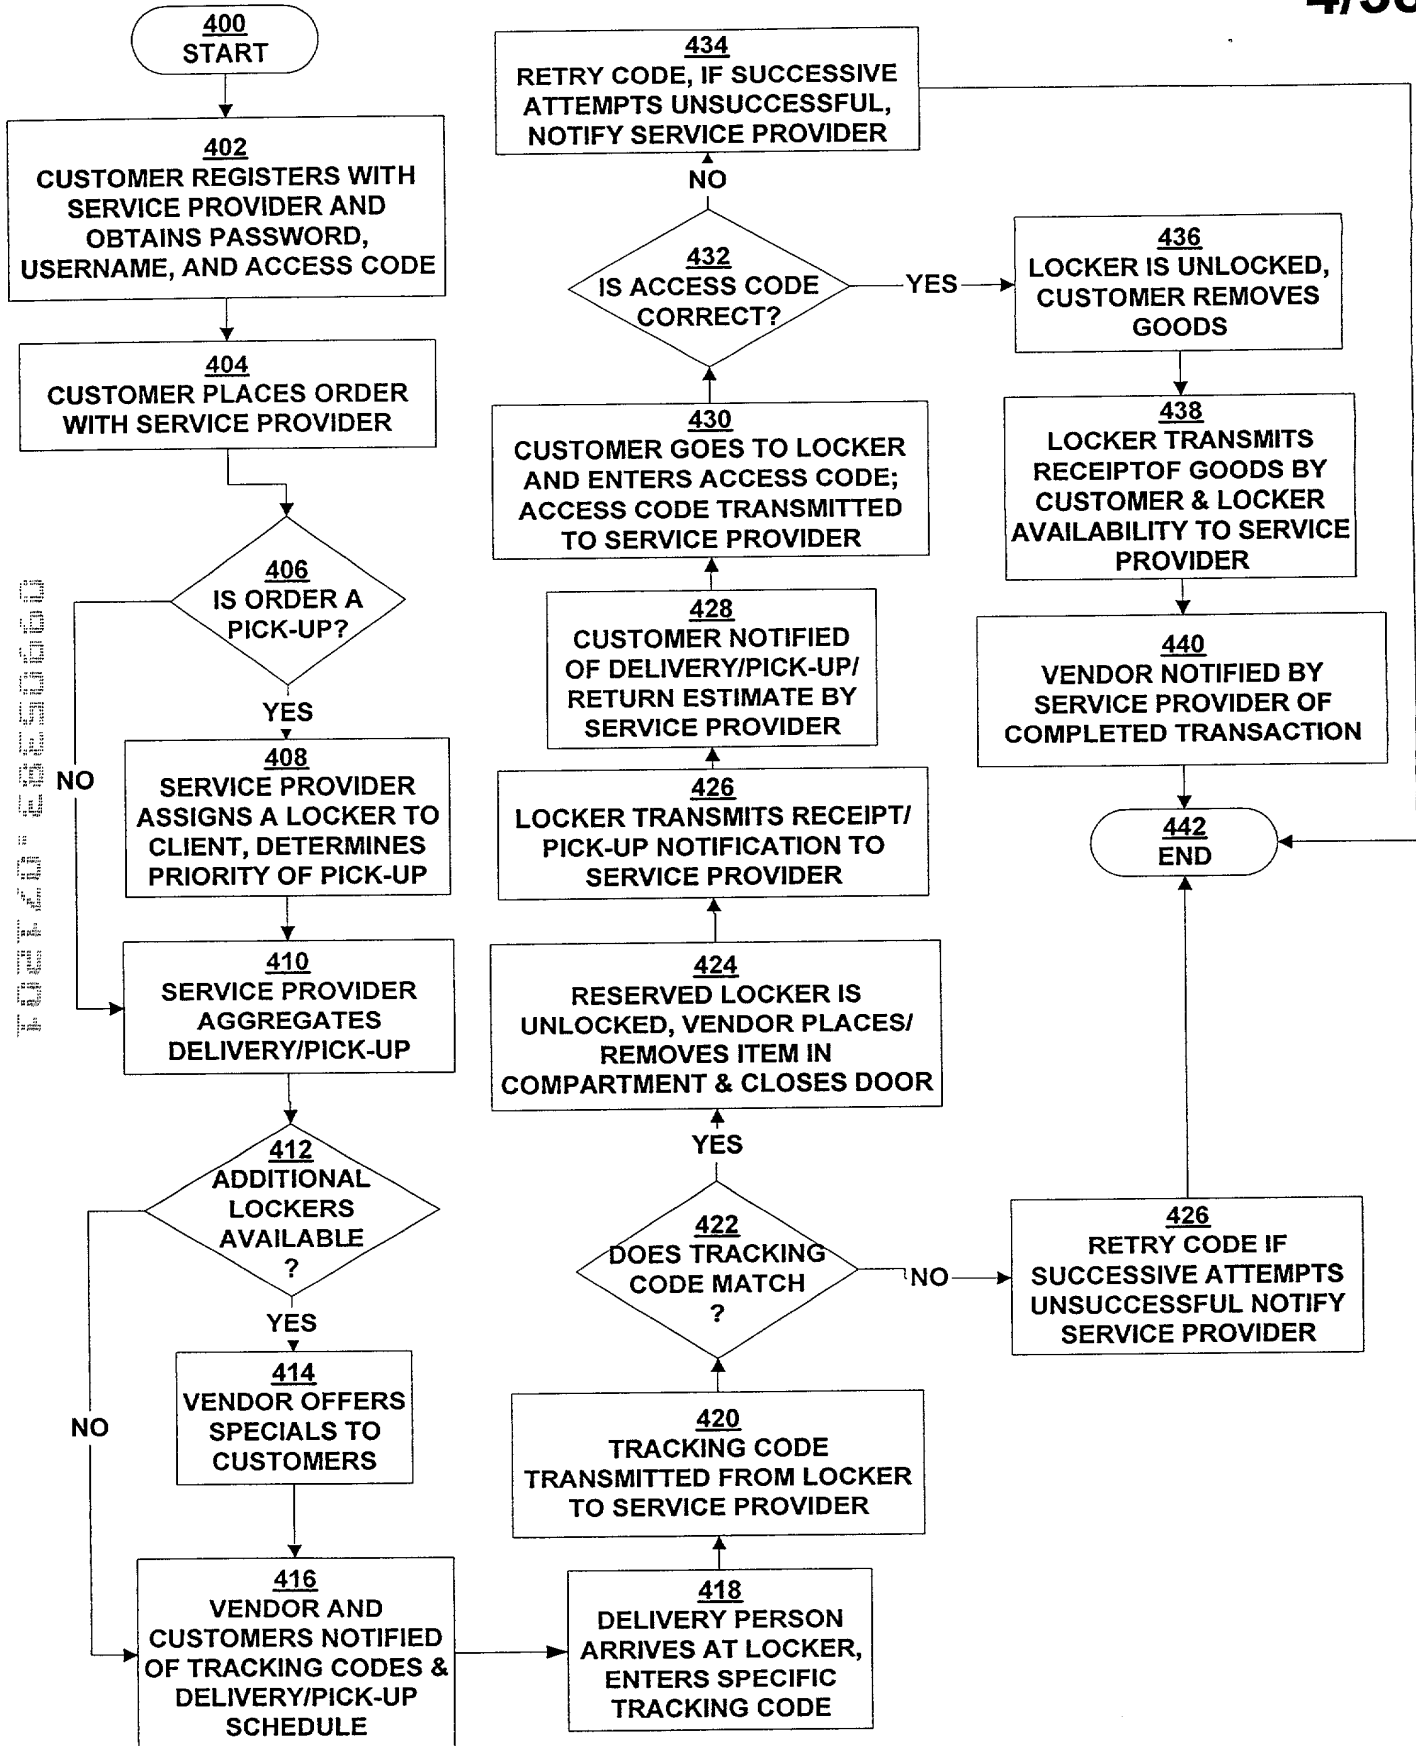 400
START
402
CUSTOMER REGISTERS WITH
SERVICE PROVIDER AND
OBTAINS PASSWORD,
USERNAME, AND ACCESS CODE
404
CUSTOMER PLACES ORDER
WITH SERVICE PROVIDER
406
IS ORDER A
PICK-UP?
NO
YES
408
SERVICE PROVIDER
ASSIGNS A LOCKER TO
CLIENT, DETERMINES
PRIORITY OF PICK-UP
410
SERVICE PROVIDER
AGGREGATES
DELIVERY/PICK-UP
412
ADDITIONAL
LOCKERS
AVAILABLE
?
YES
NO
414
VENDOR OFFERS
SPECIALS TO
CUSTOMERS
416
VENDOR AND
CUSTOMERS NOTIFIED
OF TRACKING CODES &
DELIVERY/PICK-UP
SCHEDULE
418
DELIVERY PERSON
ARRIVES AT LOCKER,
ENTERS SPECIFIC
TRACKING CODE
420
TRACKING CODE
TRANSMITTED FROM LOCKER
TO SERVICE PROVIDER
422
DOES TRACKING
CODE MATCH
?
NO
YES
426
RETRY CODE IF
SUCCESSIVE ATTEMPTS
UNSUCCESSFUL NOTIFY
SERVICE PROVIDER
424
RESERVED LOCKER IS
UNLOCKED, VENDOR PLACES/
REMOVES ITEM IN
COMPARTMENT & CLOSES DOOR
426
LOCKER TRANSMITS RECEIPT/
PICK-UP NOTIFICATION TO
SERVICE PROVIDER
428
CUSTOMER NOTIFIED
OF DELIVERY/PICK-UP/
RETURN ESTIMATE BY
SERVICE PROVIDER
430
CUSTOMER GOES TO LOCKER
AND ENTERS ACCESS CODE;
ACCESS CODE TRANSMITTED
TO SERVICE PROVIDER
432
IS ACCESS CODE
CORRECT?
NO
YES
434
RETRY CODE, IF SUCCESSIVE
ATTEMPTS UNSUCCESSFUL,
NOTIFY SERVICE PROVIDER
436
LOCKER IS UNLOCKED,
CUSTOMER REMOVES
GOODS
438
LOCKER TRANSMITS
RECEIPTOF GOODS BY
CUSTOMER & LOCKER
AVAILABILITY TO SERVICE
PROVIDER
440
VENDOR NOTIFIED BY
SERVICE PROVIDER OF
COMPLETED TRANSACTION
442
END